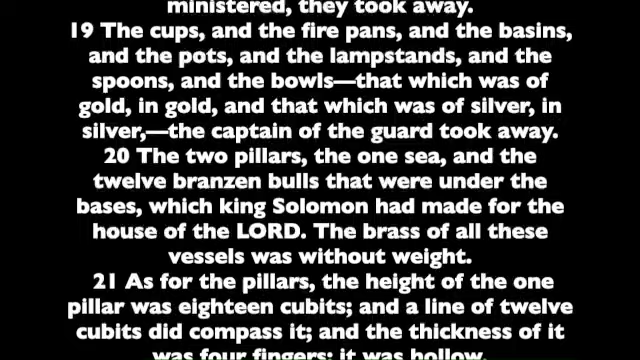 ministered, they took away.
19 The cups, and the fire pans, and the basins,
and the pots, and the lampstands, and the
spoons, and the bowls—that which was of
gold, in gold, and that which was of silver, in
silver,—the captain of the guard took away.
20 The two pillars, the one sea, and the
twelve branzen bulls that were under the
bases, which king Solomon had made for the
house of the LORD. The brass of all these
vessels was without weight.
21 As for the pillars, the height of the one
pillar was eighteen cubits; and a line of twelve
cubits did compass it; and the thickness of it
was four fingers: it was hollow.